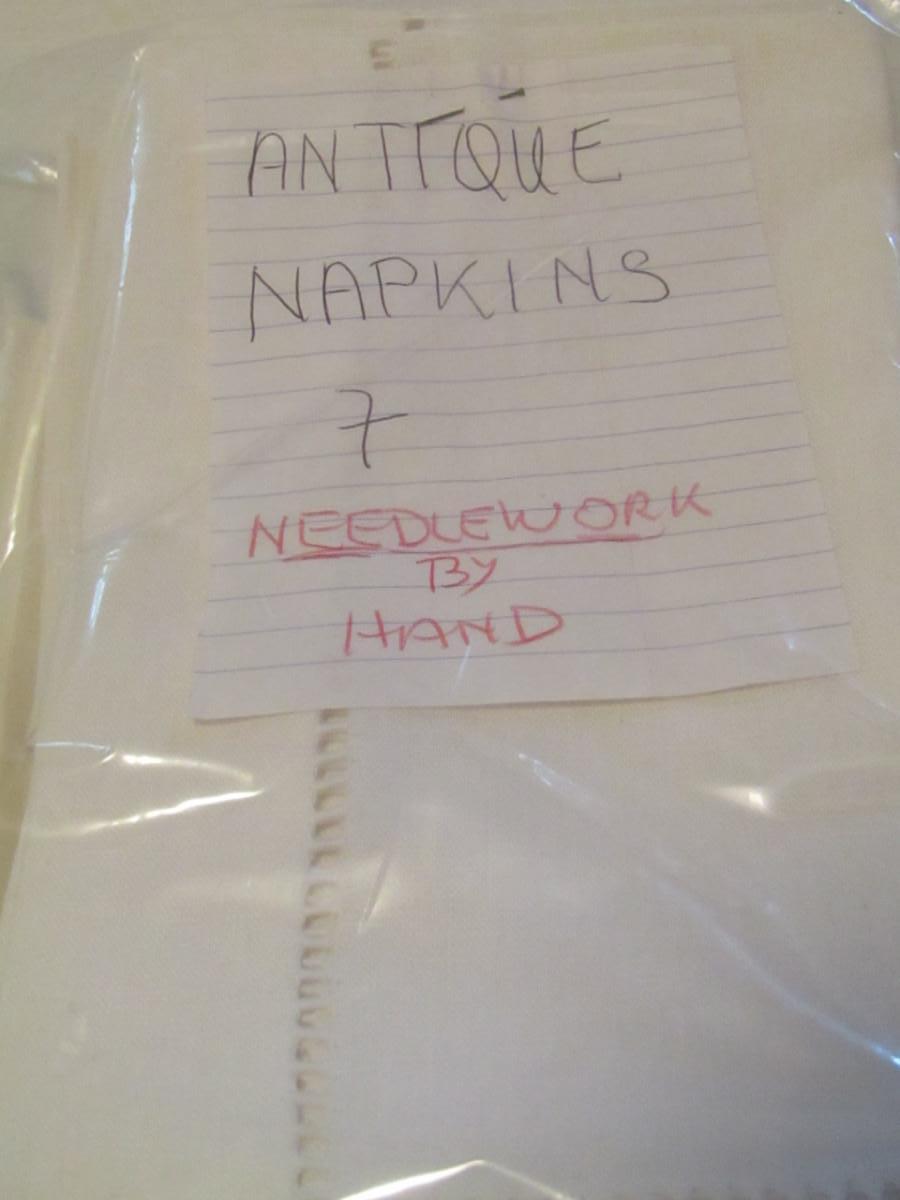 ANTIQUE
NAPKINS
7
NEEDLEWORK
BY
HAND